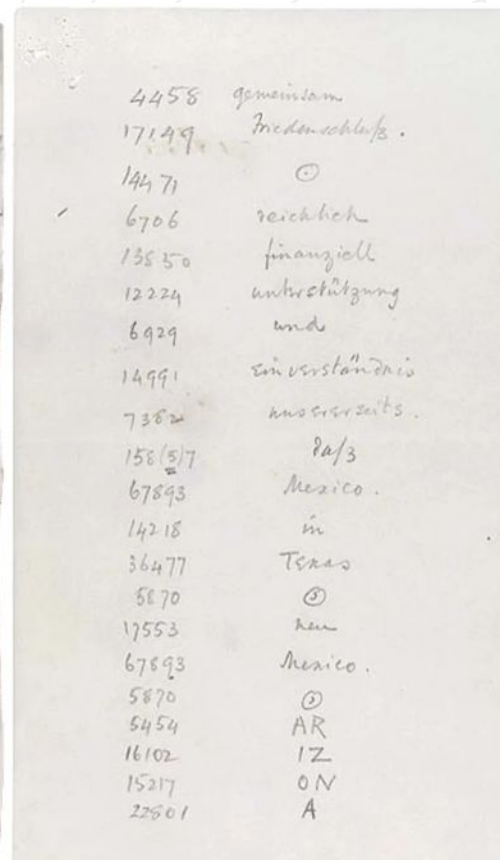 4458 gemeinsam
17149 Friedenschluß.
14471 ⊙
6706 reichlich
13850 finanziell
12224 unterstützung
6929 und
14991 einverständnis
7382 unsererseits.
158(5)7 daß
67893 Mexico.
14218 in
36477 Texas
5870 ⊙
17553 neu
67893 Mexico.
5870 ⊙
5454 AR
16102 IZ
15217 ON
22801 A